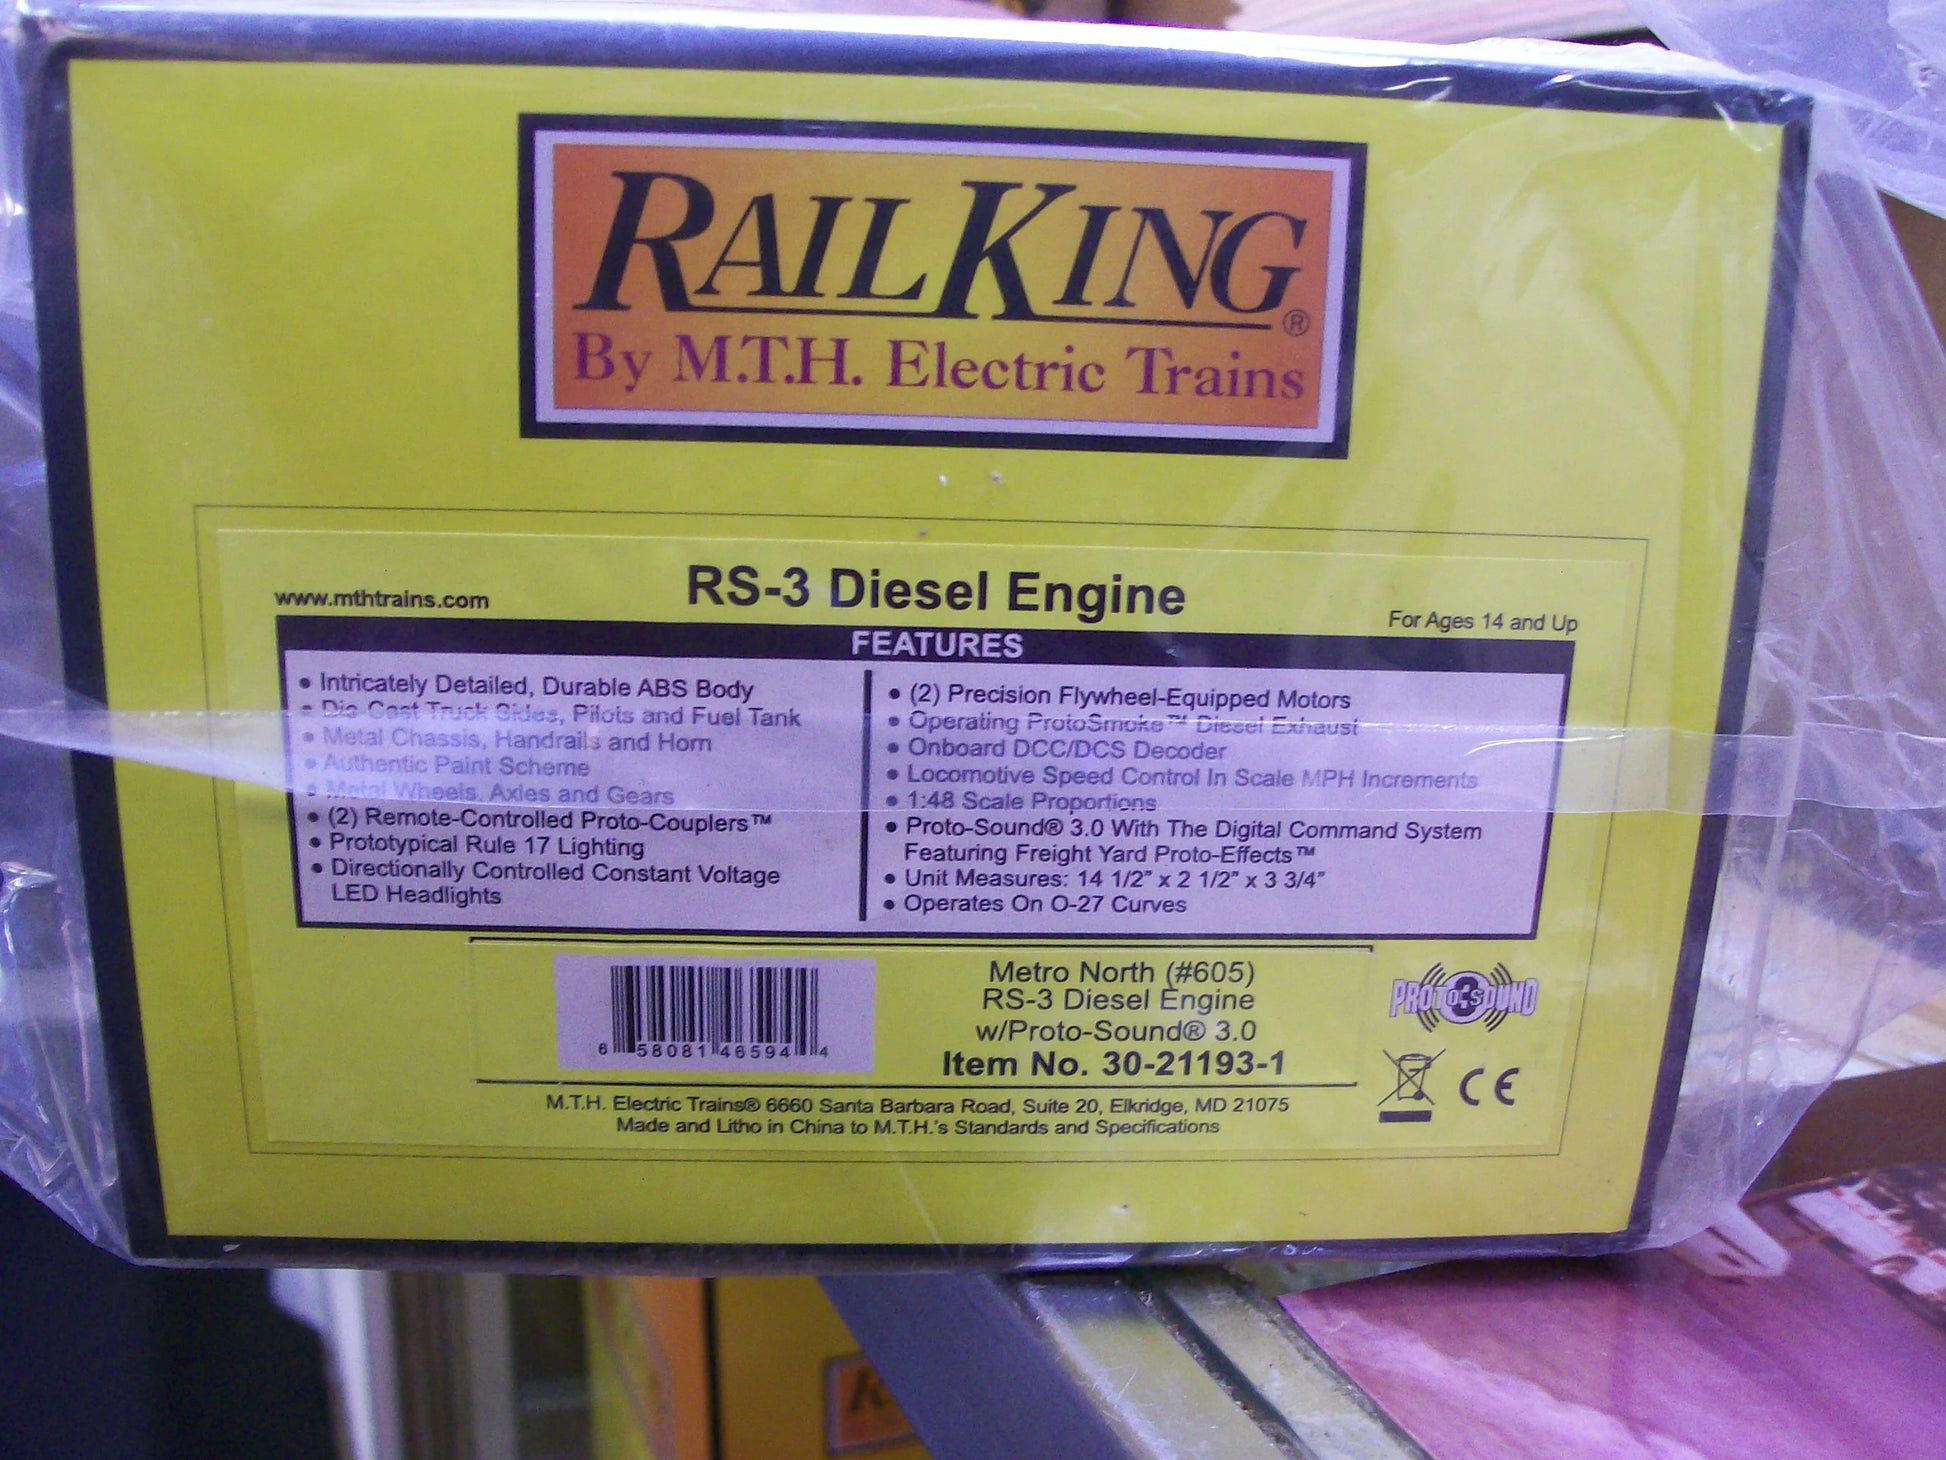 RAILKING®
By M.T.H. Electric Trains
RS-3 Diesel Engine
www.mthtrains.com
For Ages 14 and Up
FEATURES
• Intricately Detailed, Durable ABS Body
• Die-Cast Truck Sides, Pilots and Fuel Tank
• Metal Chassis, Handrails and Horn
• Authentic Paint Scheme
• Metal Wheels, Axles and Gears
• (2) Remote-Controlled Proto-Couplers™
• Prototypical Rule 17 Lighting
• Directionally Controlled Constant Voltage
LED Headlights
• (2) Precision Flywheel-Equipped Motors
• Operating ProtoSmoke™ Diesel Exhaust
• Onboard DCC/DCS Decoder
• Locomotive Speed Control In Scale MPH Increments
• 1:48 Scale Proportions
• Proto-Sound® 3.0 With The Digital Command System
Featuring Freight Yard Proto-Effects™
• Unit Measures: 14 1/2" x 2 1/2" x 3 3/4"
• Operates On O-27 Curves
6 58081 46594 4
Metro North (#605)
RS-3 Diesel Engine
w/Proto-Sound® 3.0
Item No. 30-21193-1
PROTO-SOUND 3
CE
M.T.H. Electric Trains® 6660 Santa Barbara Road, Suite 20, Elkridge, MD 21075
Made and Litho in China to M.T.H.'s Standards and Specifications
R